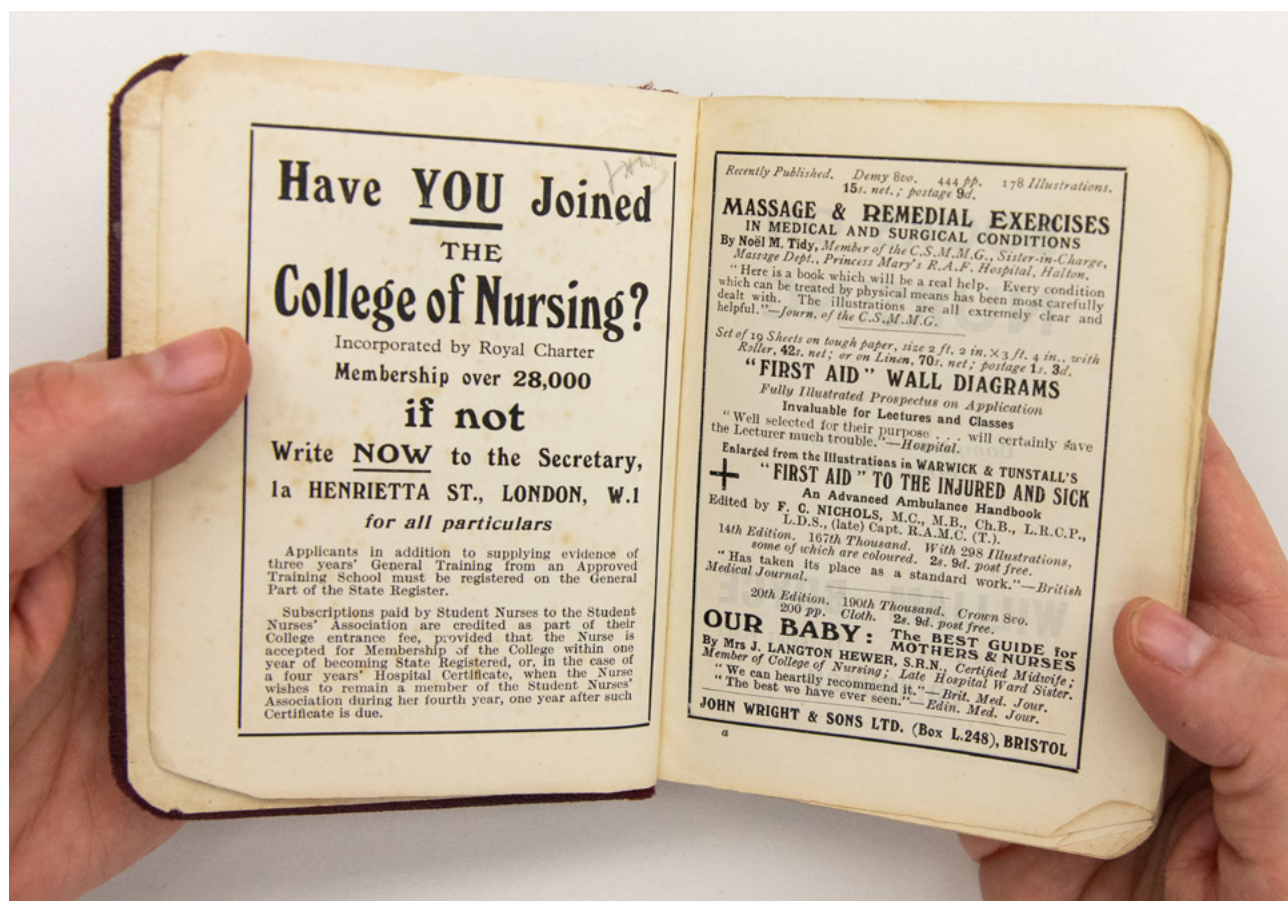 Have YOU Joined
THE
College of Nursing?
Incorporated by Royal Charter
Membership over 28,000
if not
Write NOW to the Secretary,
1a HENRIETTA ST., LONDON, W.1
for all particulars
Applicants in addition to supplying evidence of
three years' General Training from an Approved
Training School must be registered on the General
Part of the State Register.
Subscriptions paid by Student Nurses to the Student
Nurses' Association are credited as part of their
College entrance fee, provided that the Nurse is
accepted for Membership of the College within one
year of becoming State Registered, or, in the case of
a four years' Hospital Certificate, when the Nurse
wishes to remain a member of the Student Nurses'
Association during her fourth year, one year after such
Certificate is due.
Recently Published. Demy 8vo. 444 pp. 178 Illustrations.
15s. net.; postage 9d.
MASSAGE & REMEDIAL EXERCISES
IN MEDICAL AND SURGICAL CONDITIONS
By Noël M. Tidy, Member of the C.S.M.M.G., Sister-in-Charge,
Massage Dept., Princess Mary's R.A.F. Hospital, Halton.
"Here is a book which will be a real help. Every condition
which can be treated by physical means has been most carefully
dealt with. The illustrations are all extremely clear and
helpful."—Journ. of the C.S.M.M.G.
Set of 19 Sheets on tough paper, size 2 ft. 2 in. × 3 ft. 4 in., with
Roller, 42s. net; or on Linen, 70s. net; postage 1s. 3d.
"FIRST AID" WALL DIAGRAMS
Fully Illustrated Prospectus on Application
Invaluable for Lectures and Classes
"Well selected for their purpose . . . will certainly save
the Lecturer much trouble."—Hospital.
Enlarged from the Illustrations in WARWICK & TUNSTALL'S
"FIRST AID" TO THE INJURED AND SICK
An Advanced Ambulance Handbook
Edited by F. C. NICHOLS, M.C., M.B., Ch.B., L.R.C.P.,
L.D.S., (late) Capt. R.A.M.C. (T.).
14th Edition. 167th Thousand. With 298 Illustrations,
some of which are coloured. 2s. 9d. post free.
"Has taken its place as a standard work."—British
Medical Journal.
20th Edition. 190th Thousand. Crown 8vo.
200 pp. Cloth. 2s. 9d. post free.
OUR BABY: The BEST GUIDE for
MOTHERS & NURSES
By Mrs J. LANGTON HEWER, S.R.N., Certified Midwife;
Member of College of Nursing; Late Hospital Ward Sister.
"We can heartily recommend it."—Brit. Med. Jour.
"The best we have ever seen."—Edin. Med. Jour.
JOHN WRIGHT & SONS LTD. (Box L.248), BRISTOL
a